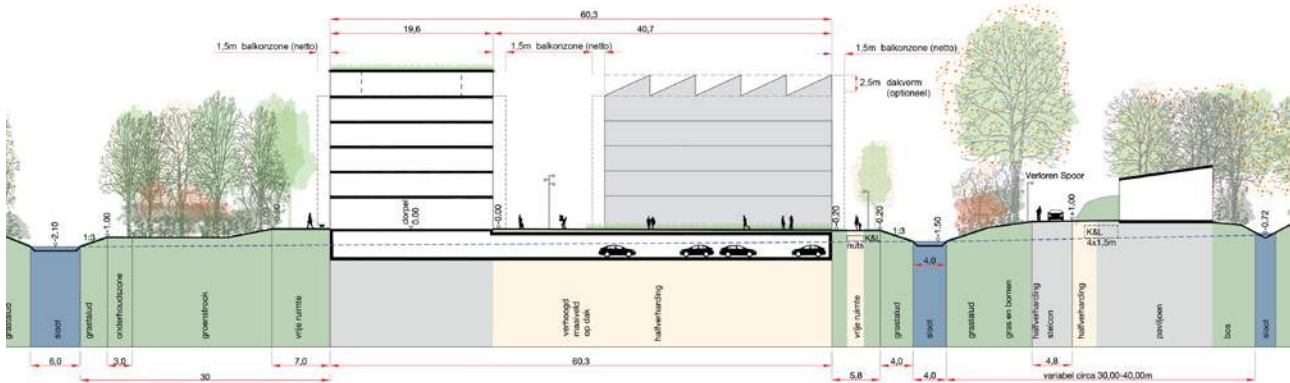 60,3
19,6
40,7
1,5m balkonzone (netto)
1,5m balkonzone (netto)
1,5m balkonzone (netto)
2,5m dakvorm
(optioneel)
Verloren Spoor
-2,10
1:3
-1,00
dorpel
0,00
-0,00
-0,20
-0,20
1:3
-1,50
+1,00
-0,72
K&L
nuts
K&L
4x1,5m
4,0
grastalud
sloot
grastalud
onderhoudszone
groenstrook
vrije ruimte
verhoogd
maaiveld
op dak
halfverharding
vrije ruimte
grastalud
sloot
grastalud
gras en bomen
halfverharding
stelcon
halfverharding
paviljoen
bos
sloot
6,0
3,0
7,0
60,3
4,0
4,8
30
5,8
4,0
variabel circa 30,00-40,00m